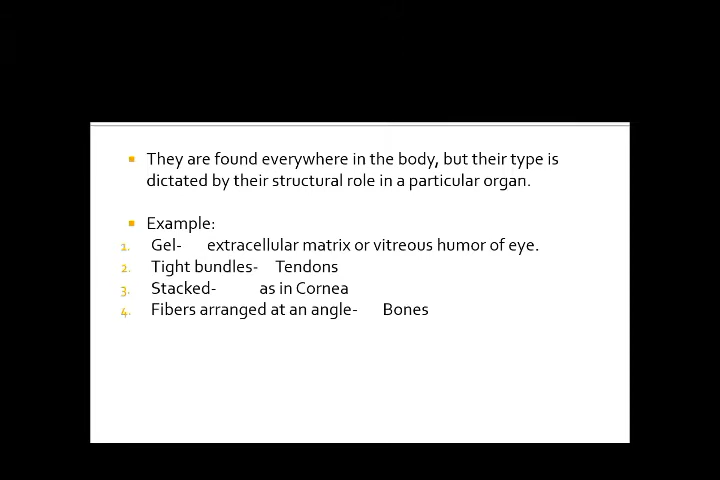 They are found everywhere in the body, but their type is
dictated by their structural role in a particular organ.
Example:
1. Gel- extracellular matrix or vitreous humor of eye.
2. Tight bundles- Tendons
3. Stacked- as in Cornea
4. Fibers arranged at an angle- Bones